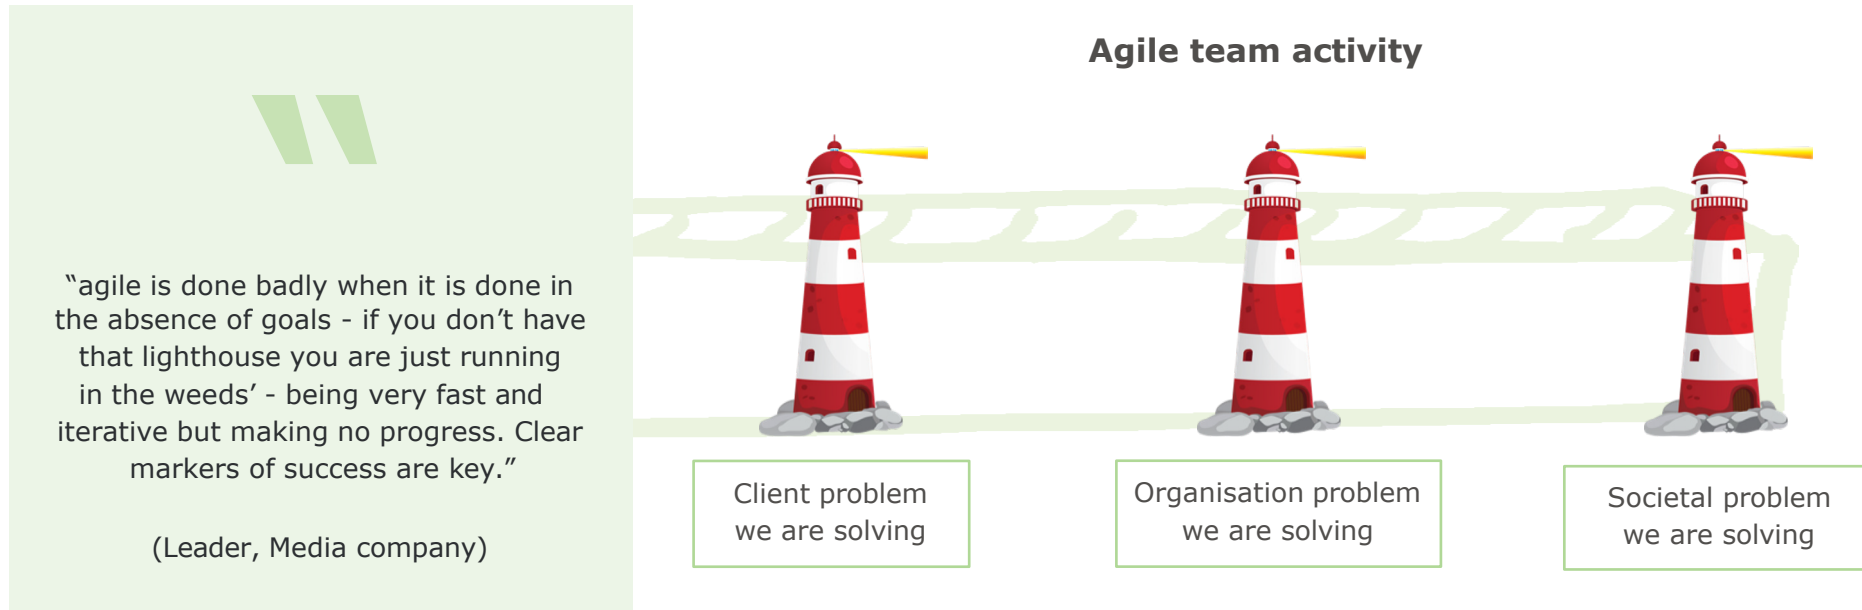 “agile is done badly when it is done in
the absence of goals - if you don’t have
that lighthouse you are just running
in the weeds’ - being very fast and
iterative but making no progress. Clear
markers of success are key.”
(Leader, Media company)
Agile team activity
Client problem
we are solving
Organisation problem
we are solving
Societal problem
we are solving